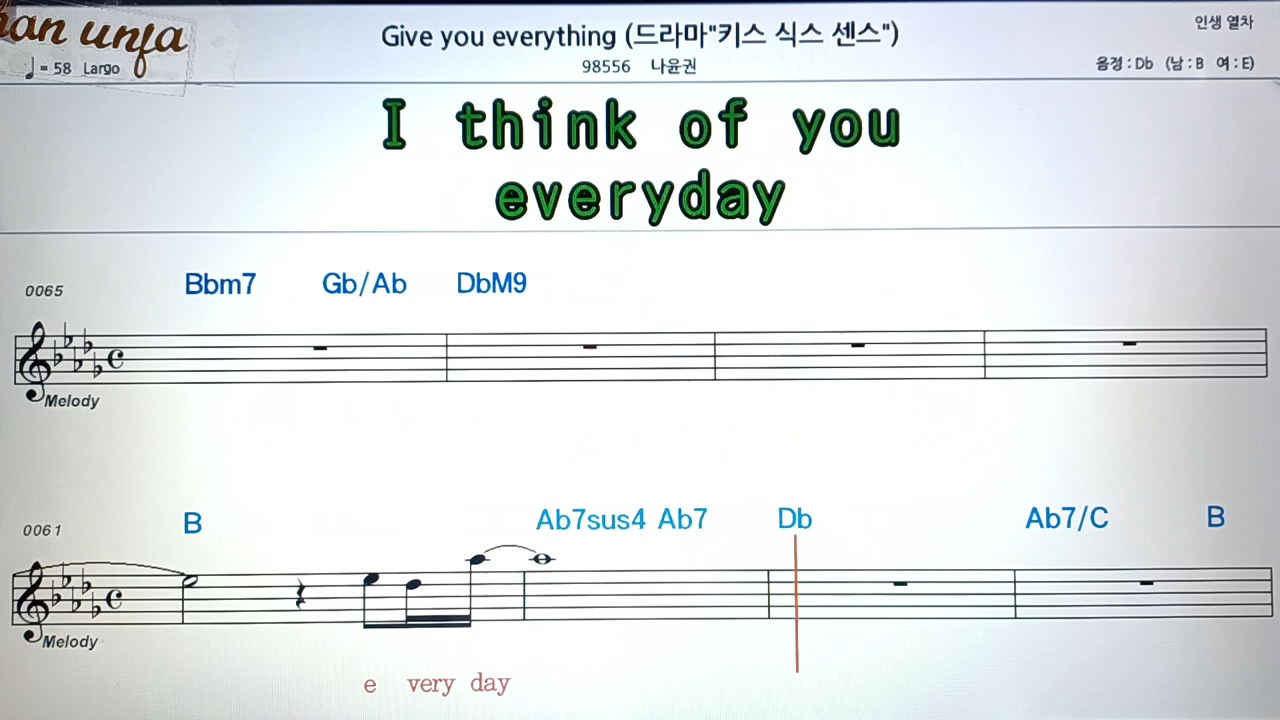 Give you everything (드라마"키스 식스 센스")
인생 열차
= 58 Largo
98556 나윤권
음정 : Db (남 : B 여 : E)
I think of you
everyday
0065 Bbm7 Gb/Ab DbM9
Melody
0061 B Ab7sus4 Ab7 Db Ab7/C B
Melody
e very day